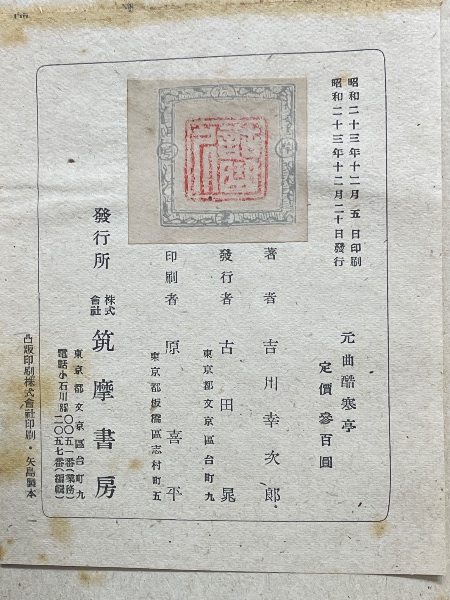 昭和二十三年十二月五日印刷
昭和二十三年十二月二十日發行
元曲酷寒亭
定價參百圓
著者 吉川幸次郎
發行者 古田晁
東京都文京區台町九
印刷者 原喜平
東京都板橋區志村町五
發行所 株式會社 筑摩書房
東京都文京區台町九
凸版印刷株式會社印刷・矢島製本